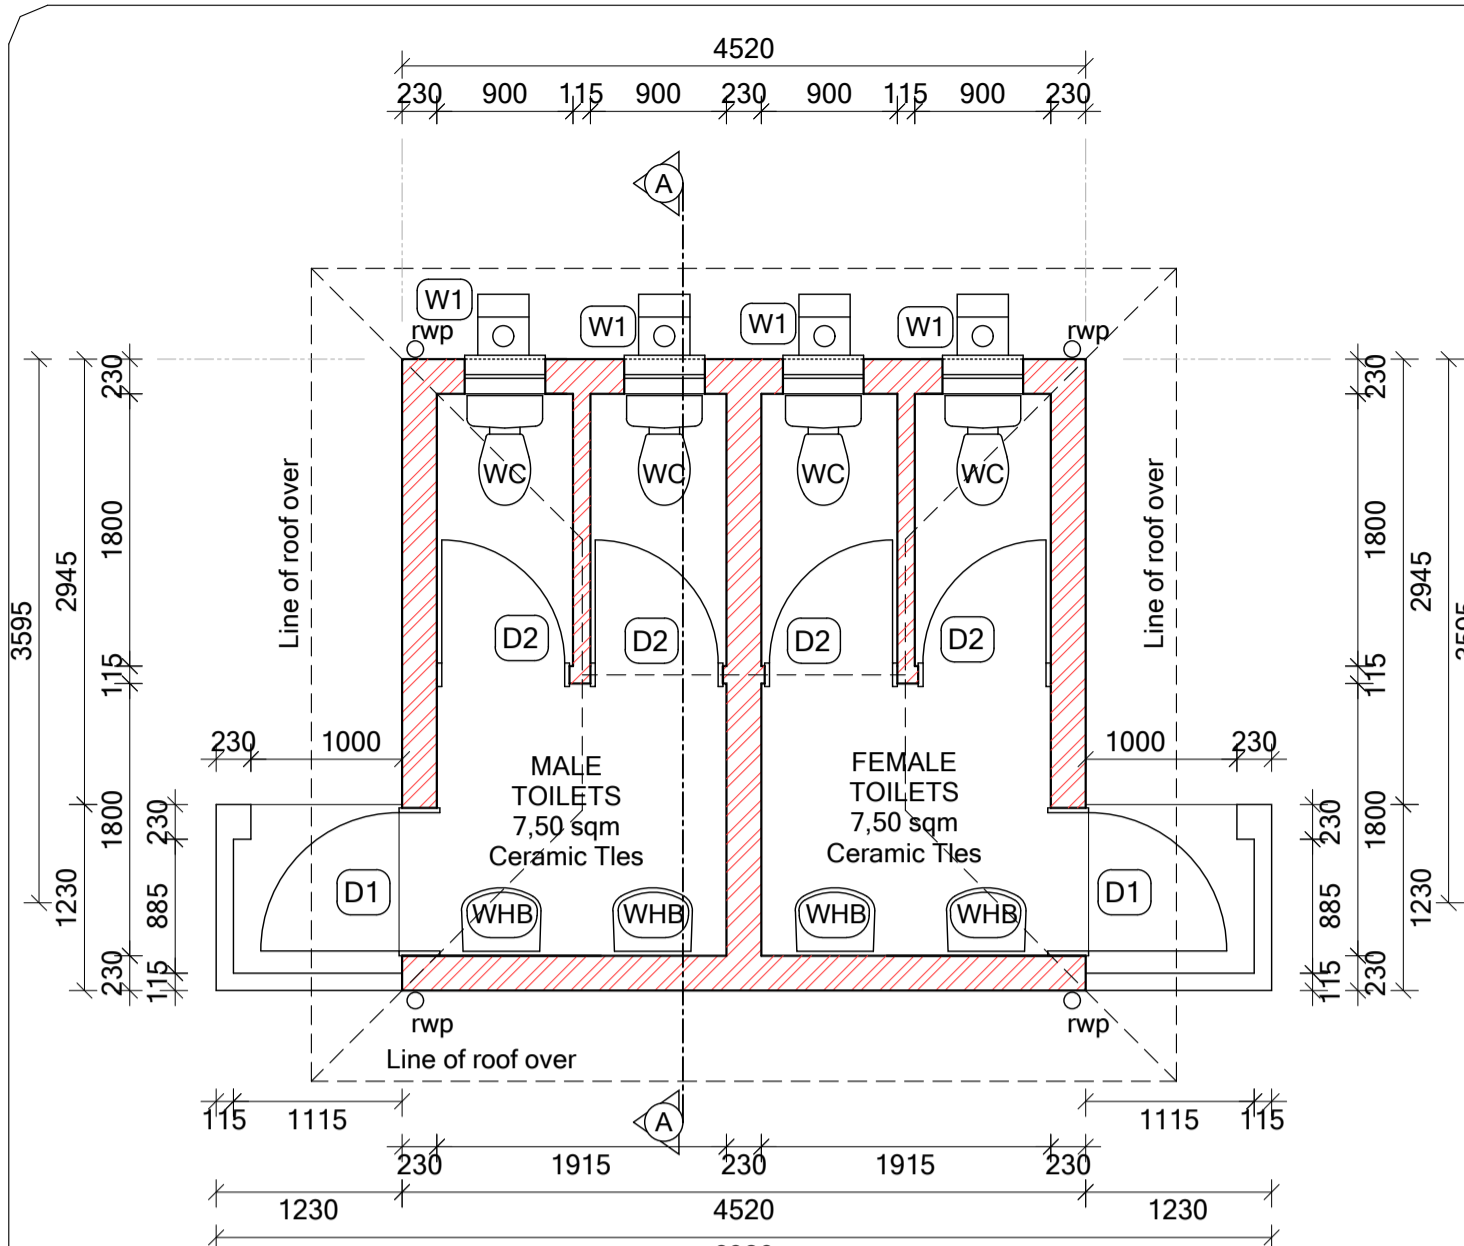 4520
230 900 115 900 230 900 115 900 230
A
W1 W1 W1 W1
rwp rwp
230 230
WC WC WC WC
Line of roof over
Line of roof over
1800 1800
2945 2945
3595
D2 D2 D2 D2
115 115
230 1000 1000 230
MALE
TOILETS
7,50 sqm
Ceramic Tles
FEMALE
TOILETS
7,50 sqm
Ceramic Tles
1800 230 230 1800
D1 D1
1230 885 885 1230
WHB WHB WHB WHB
230 115 115 230
rwp rwp
Line of roof over
115 1115 A 1115 115
230 1915 230 1915 230
1230 4520 1230